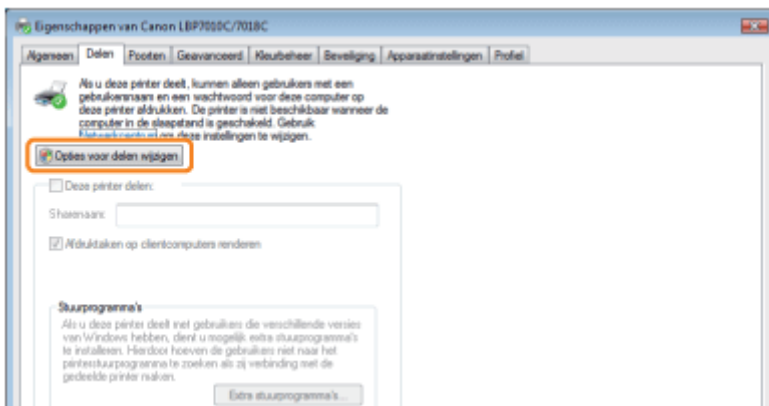 Eigenschappen van Canon LBP7010C/7018C
Algemeen Delen Poorten Geavanceerd Kleurbeheer Beveiliging Apparaatinstellingen Profiel
Als u deze printer deelt, kunnen alleen gebruikers met een
gebruikersnaam en een wachtwoord voor deze computer op
deze printer afdrukken. De printer is niet beschikbaar wanneer de
computer in de slaapstand is geschakeld. Gebruik
Netwerkcentrum om deze instellingen te wijzigen.
Opties voor delen wijzigen
Deze printer delen:
Sharenaam:
Afdruktaken op clientcomputers renderen
Stuurprogramma's
Als u deze printer deelt met gebruikers die verschillende versies
van Windows hebben, dient u mogelijk extra stuurprogramma's
te installeren. Hierdoor hoeven de gebruikers niet naar het
printerstuurprogramma te zoeken als zij verbinding met de
gedeelde printer maken.
Extra stuurprogramma's...